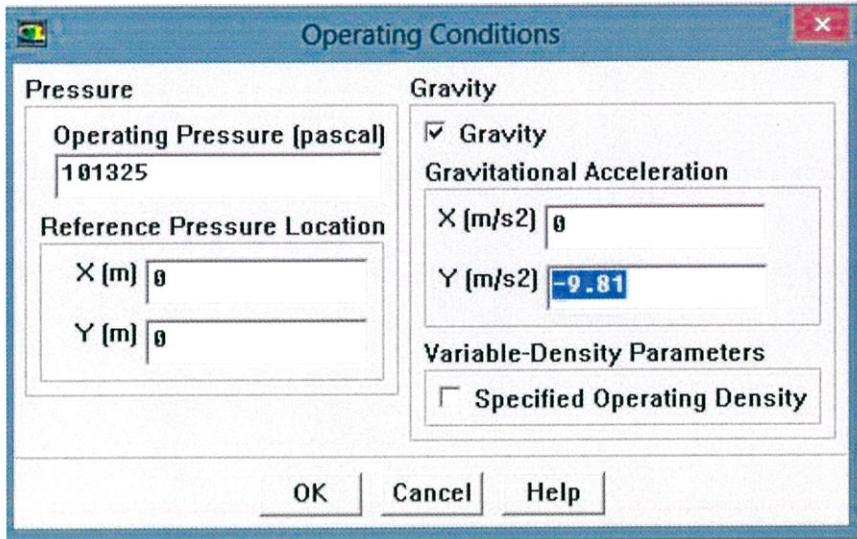 Operating Conditions
Pressure
Operating Pressure (pascal)
101325
Reference Pressure Location
X (m) 0
Y (m) 0
Gravity
Gravity
Gravitational Acceleration
X (m/s2) 0
Y (m/s2) -9.81
Variable-Density Parameters
Specified Operating Density
OK Cancel Help